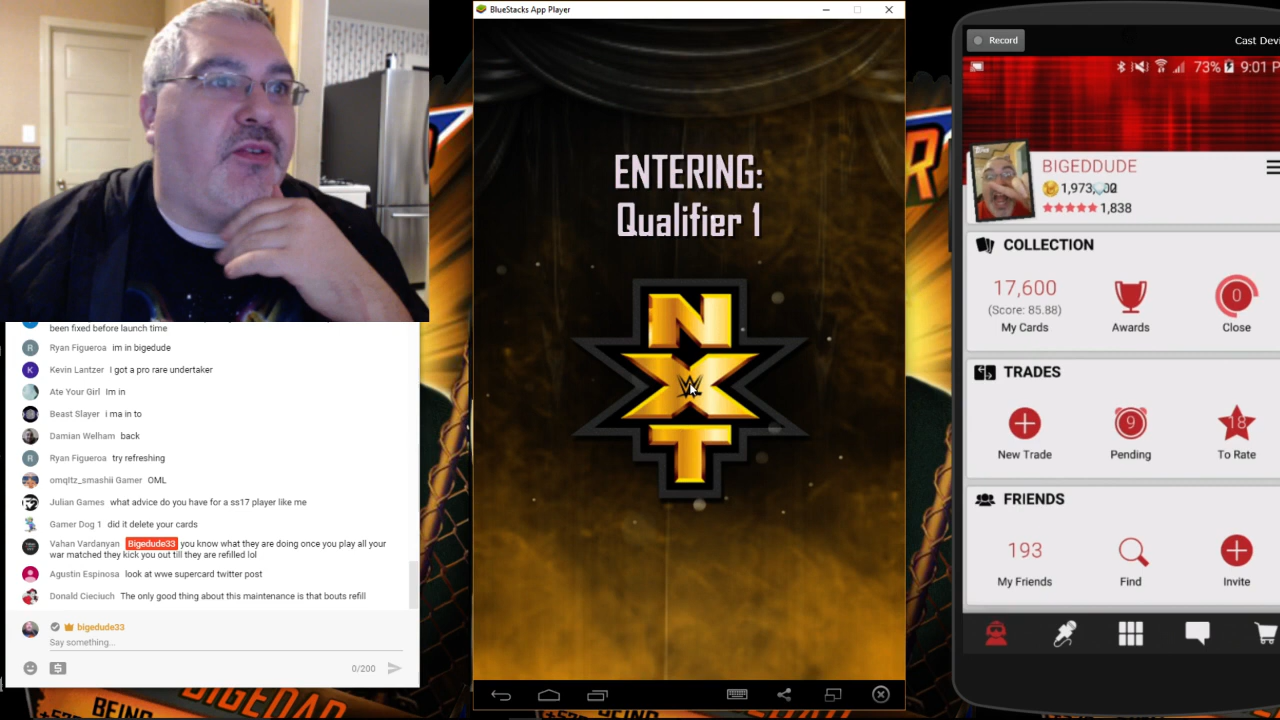 been fixed before launch time
R Ryan Figueroa im in bigedude
K Kevin Lantzer I got a pro rare undertaker
Ate Your Girl Im in
Beast Slayer i ma in to
Damian Welham back
R Ryan Figueroa try refreshing
omqItz_smashii Gamer OML
Julian Games what advice do you have for a ss17 player like me
Gamer Dog 1 did it delete your cards
Vahan Vardanyan Bigedude33 you know what they are doing once you play all your
war matched they kick you out till they are refilled lol
Agustin Espinosa look at wwe supercard twitter post
Donald Cieciuch The only good thing about this maintenance is that bouts refill
bigedude33
Say something...
0/200
BlueStacks App Player
ENTERING:
Qualifier 1
N
X
W
T
Record
Cast Devi
73% 9:01 P
BIGEDDUDE
1,838
COLLECTION
17,600
(Score: 85.88)
My Cards
Awards
0
Close
TRADES
New Trade
9
Pending
18
To Rate
FRIENDS
193
My Friends
Find
Invite
BIGEDAD
BEIN